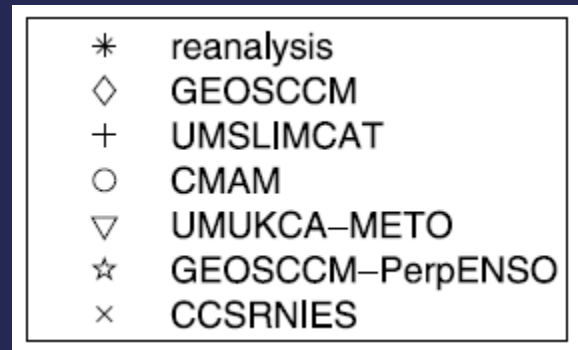 reanalysis
GEOSCCM
UMSLIMCAT
CMAM
UMUKCA–METO
GEOSCCM–PerpENSO
CCSRNIES